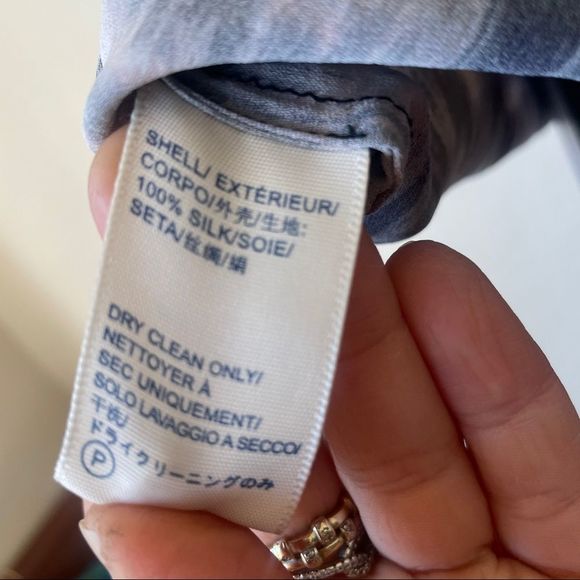 SHELL/ EXTÉRIEUR/
CORPO/外壳/生地:
100% SILK/SOIE/
SETA/丝绸/絹
DRY CLEAN ONLY/
NETTOYER À
SEC UNIQUEMENT/
SOLO LAVAGGIO A SECCO/
干洗/
ドライクリーニングのみ
P